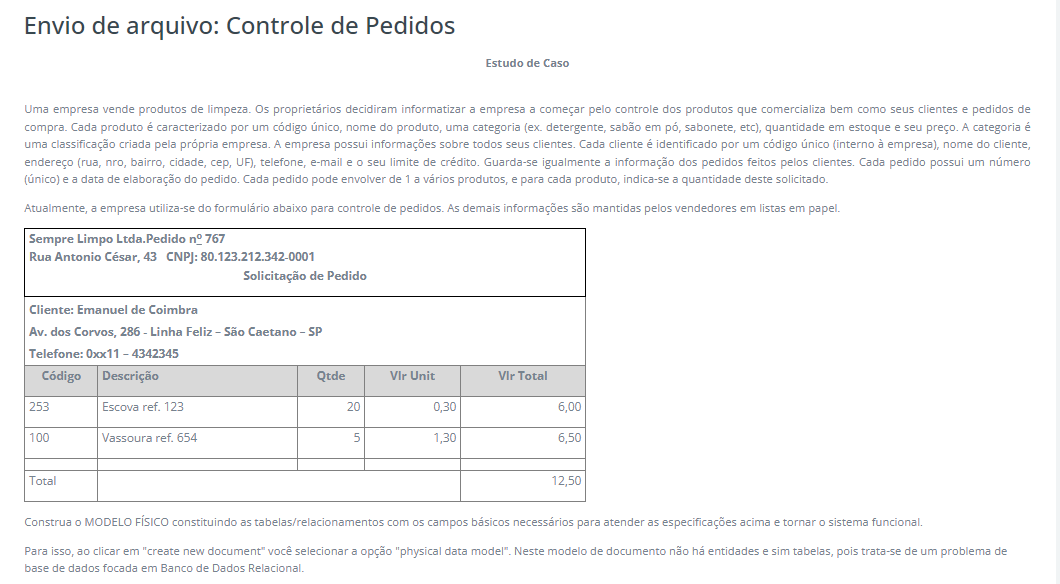 Envio de arquivo: Controle de Pedidos
Estudo de Caso
Uma empresa vende produtos de limpeza. Os proprietários decidiram informatizar a empresa a começar pelo controle dos produtos que comercializa bem como seus clientes e pedidos de
compra. Cada produto é caracterizado por um código único, nome do produto, uma categoria (ex. detergente, sabão em pó, sabonete, etc), quantidade em estoque e seu preço. A categoria é
uma classificação criada pela própria empresa. A empresa possui informações sobre todos seus clientes. Cada cliente é identificado por um código único (interno à empresa), nome do cliente,
endereço (rua, nro, bairro, cidade, cep, UF), telefone, e-mail e o seu limite de crédito. Guarda-se igualmente a informação dos pedidos feitos pelos clientes. Cada pedido possui um número
(único) e a data de elaboração do pedido. Cada pedido pode envolver de 1 a vários produtos, e para cada produto, indica-se a quantidade deste solicitado.
Atualmente, a empresa utiliza-se do formulário abaixo para controle de pedidos. As demais informações são mantidas pelos vendedores em listas em papel.
Sempre Limpo Ltda.Pedido nº 767
Rua Antonio César, 43 CNPJ: 80.123.212.342-0001
Solicitação de Pedido
Cliente: Emanuel de Coimbra
Av. dos Corvos, 286 - Linha Feliz – São Caetano – SP
Telefone: 0xx11 – 4342345
Código Descrição Qtde Vlr Unit Vlr Total
253 Escova ref. 123 20 0,30 6,00
100 Vassoura ref. 654 5 1,30 6,50
Total 12,50
Construa o MODELO FÍSICO constituindo as tabelas/relacionamentos com os campos básicos necessários para atender as especificações acima e tornar o sistema funcional.
Para isso, ao clicar em "create new document" você selecionar a opção "physical data model". Neste modelo de documento não há entidades e sim tabelas, pois trata-se de um problema de
base de dados focada em Banco de Dados Relacional.